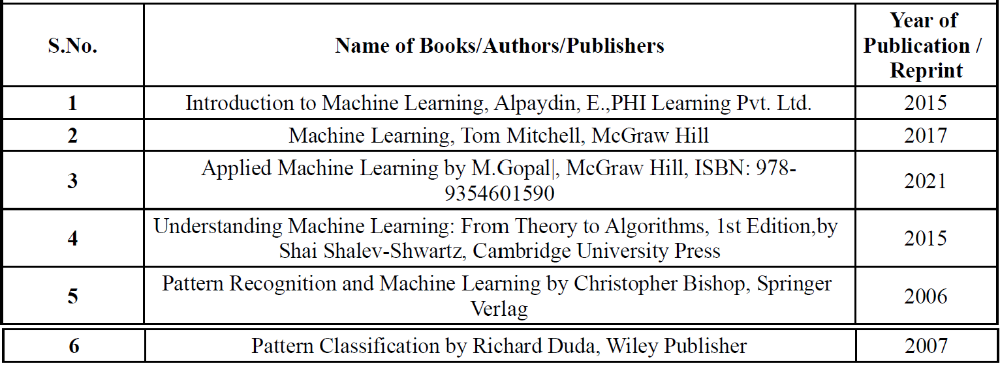 S.No.
Name of Books/Authors/Publishers
Year of
Publication /
Reprint
1
Introduction to Machine Learning, Alpaydin, E.,PHI Learning Pvt. Ltd.
2015
2
Machine Learning, Tom Mitchell, McGraw Hill
2017
3
Applied Machine Learning by M.Gopal|, McGraw Hill, ISBN: 978-
9354601590
2021
4
Understanding Machine Learning: From Theory to Algorithms, 1st Edition,by
Shai Shalev-Shwartz, Cambridge University Press
2015
5
Pattern Recognition and Machine Learning by Christopher Bishop, Springer
Verlag
2006
6
Pattern Classification by Richard Duda, Wiley Publisher
2007